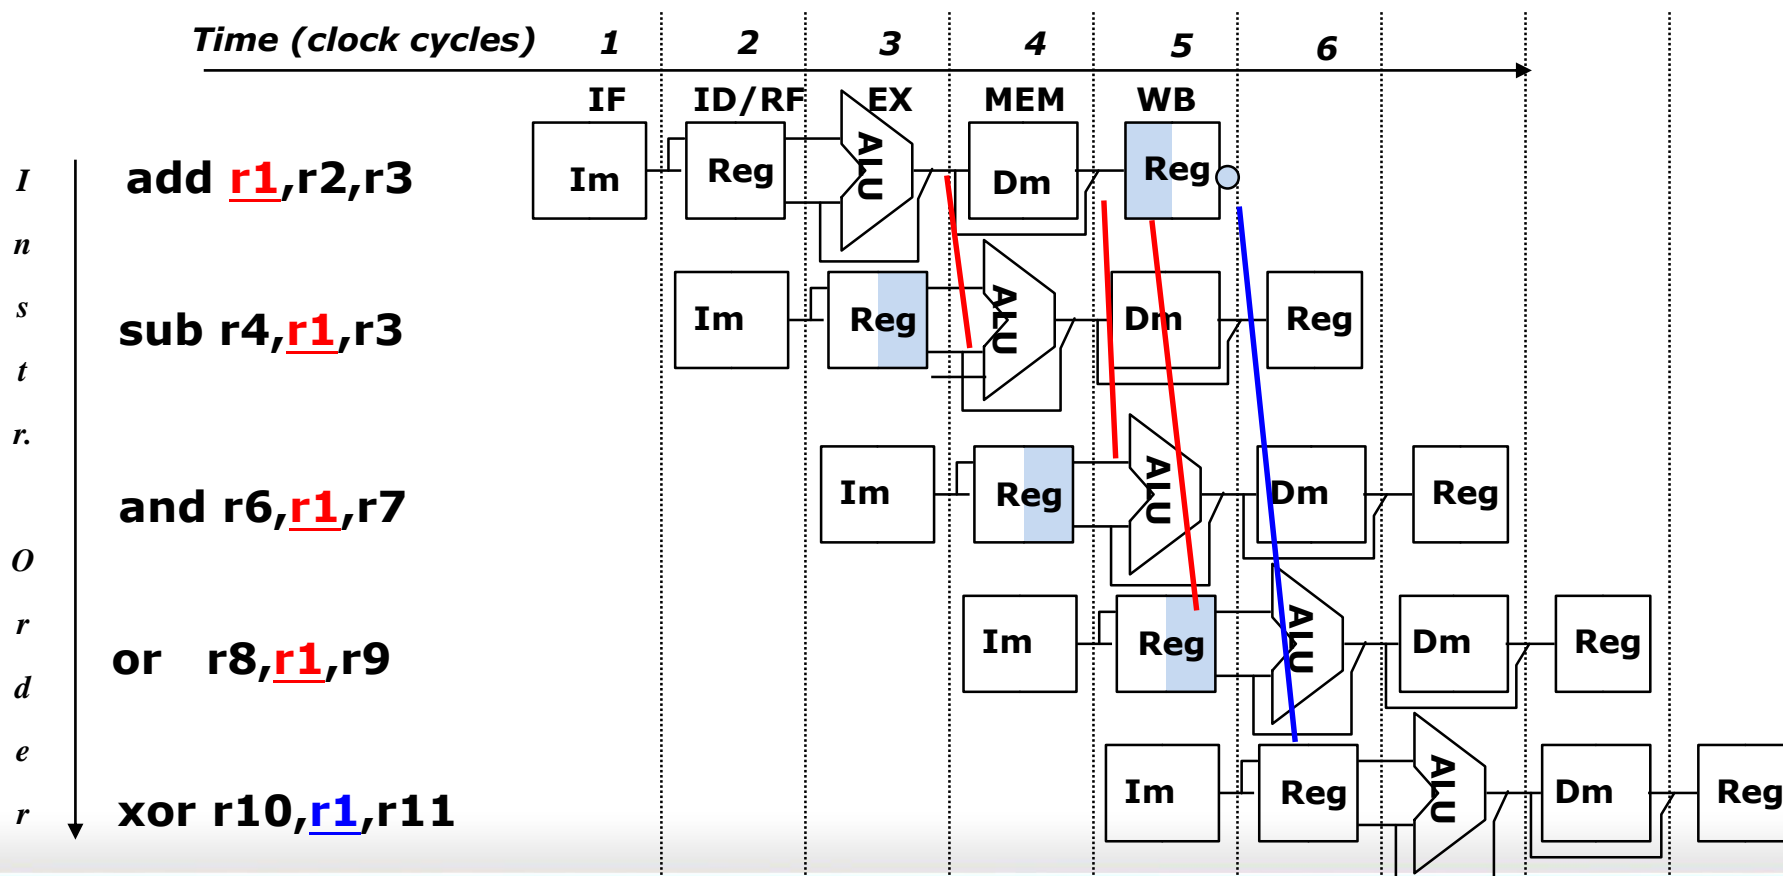 Time (clock cycles) 1 2 3 4 5 6
IF ID/RF EX MEM WB
Instr. Order
add r1,r2,r3
Im Reg ALU Dm Reg
sub r4,r1,r3
Im Reg ALU Dm Reg
and r6,r1,r7
Im Reg ALU Dm Reg
or r8,r1,r9
Im Reg ALU Dm Reg
xor r10,r1,r11
Im Reg ALU Dm Reg